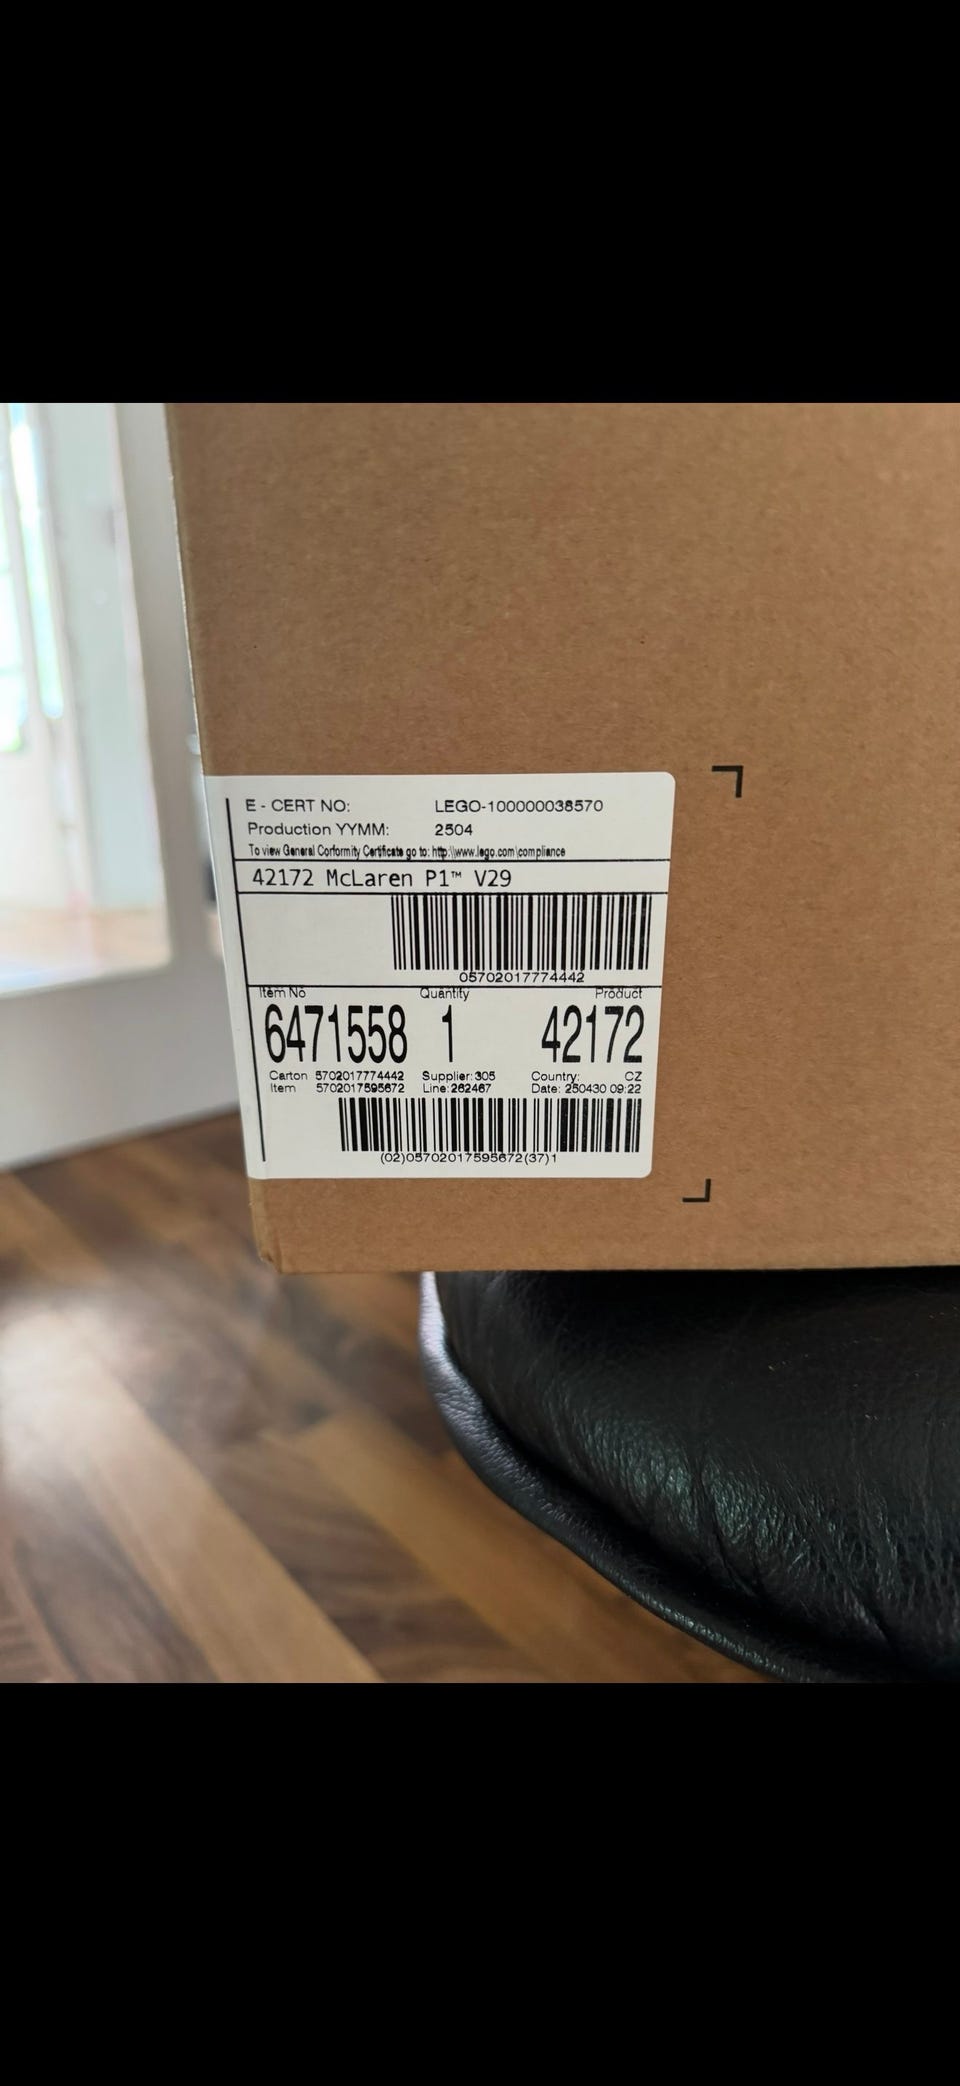 E - CERT NO: LEGO-100000038570
Production YYMM: 2504
To view General Corformity Certificate go to: http:\\www.lego.com\compliance
42172 McLaren P1™ V29
05702017774442
Item No Quantity Product
6471558 1 42172
Carton 5702017774442 Supplier: 305 Country: CZ
Item 5702017595672 Line: 262467 Date: 250430 09:22
(02)05702017595672(37)1